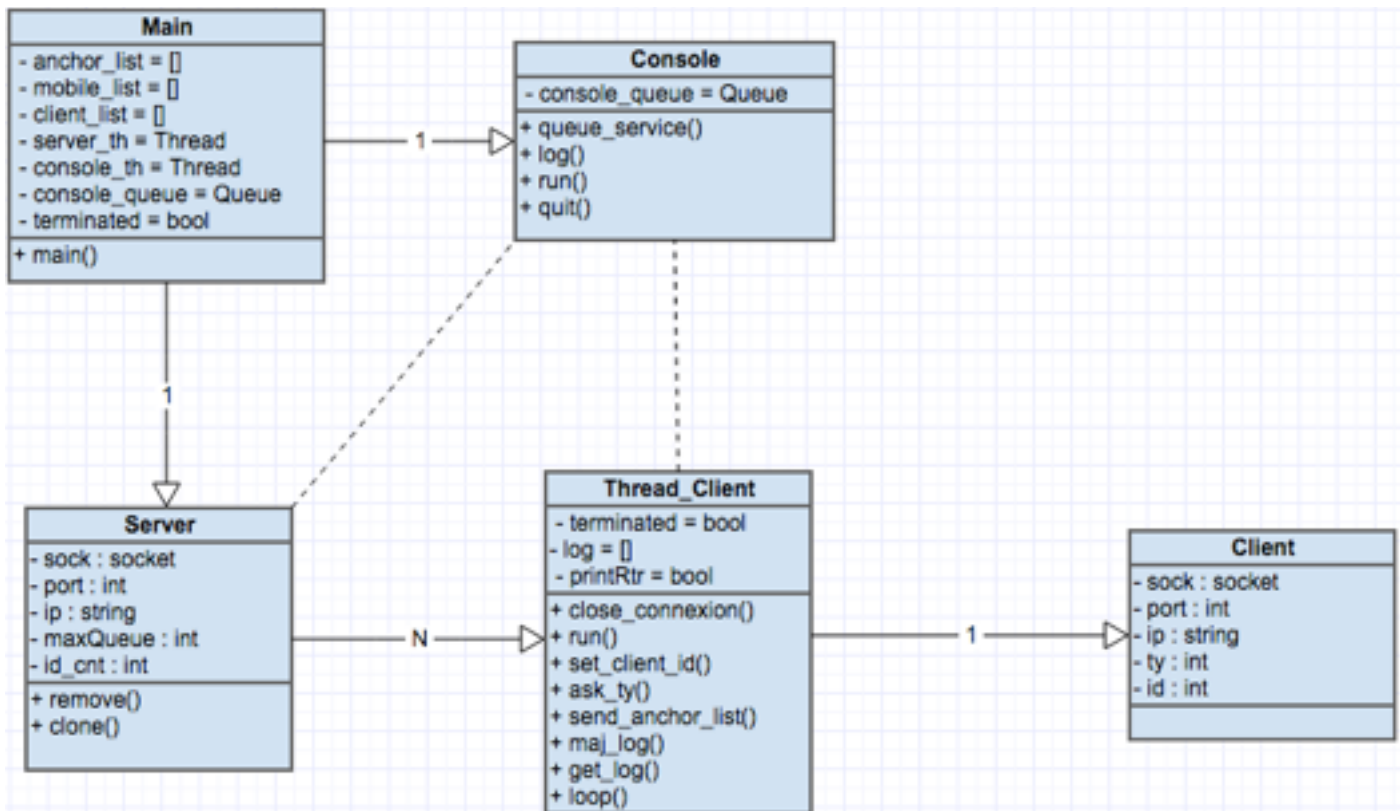 Main
- anchor_list = []
- mobile_list = []
- client_list = []
- server_th = Thread
- console_th = Thread
- console_queue = Queue
- terminated = bool
+ main()
1
Console
- console_queue = Queue
+ queue_service()
+ log()
+ run()
+ quit()
1
Server
- sock : socket
- port : int
- ip : string
- maxQueue : int
- id_cnt : int
+ remove()
+ clone()
N
Thread_Client
- terminated = bool
- log = []
- printRtr = bool
+ close_connexion()
+ run()
+ set_client_id()
+ ask_ty()
+ send_anchor_list()
+ maj_log()
+ get_log()
+ loop()
1
Client
- sock : socket
- port : int
- ip : string
- ty : int
- id : int